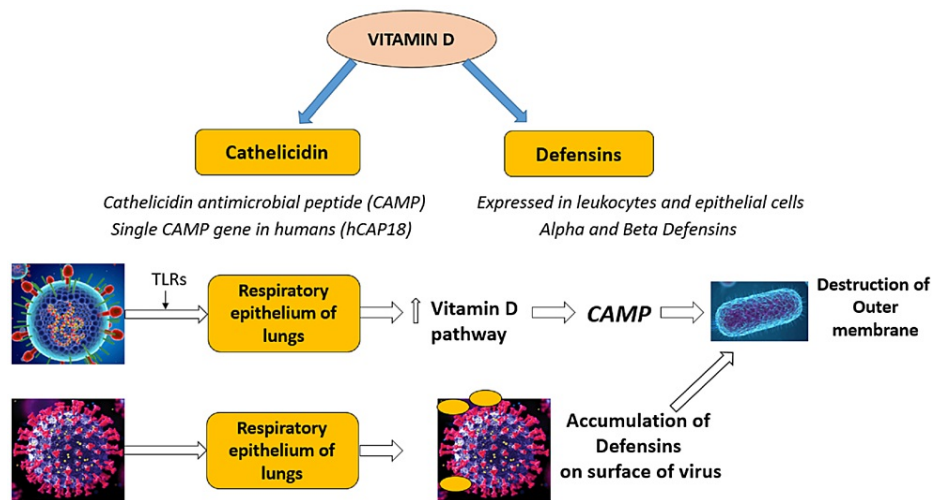 VITAMIN D
Cathelicidin
Defensins
Cathelicidin antimicrobial peptide (CAMP)
Single CAMP gene in humans (hCAP18)
Expressed in leukocytes and epithelial cells
Alpha and Beta Defensins
TLRs
Respiratory
epithelium of
lungs
Vitamin D
pathway
CAMP
Destruction of
Outer
membrane
Respiratory
epithelium of
lungs
Accumulation of
Defensins
on surface of virus